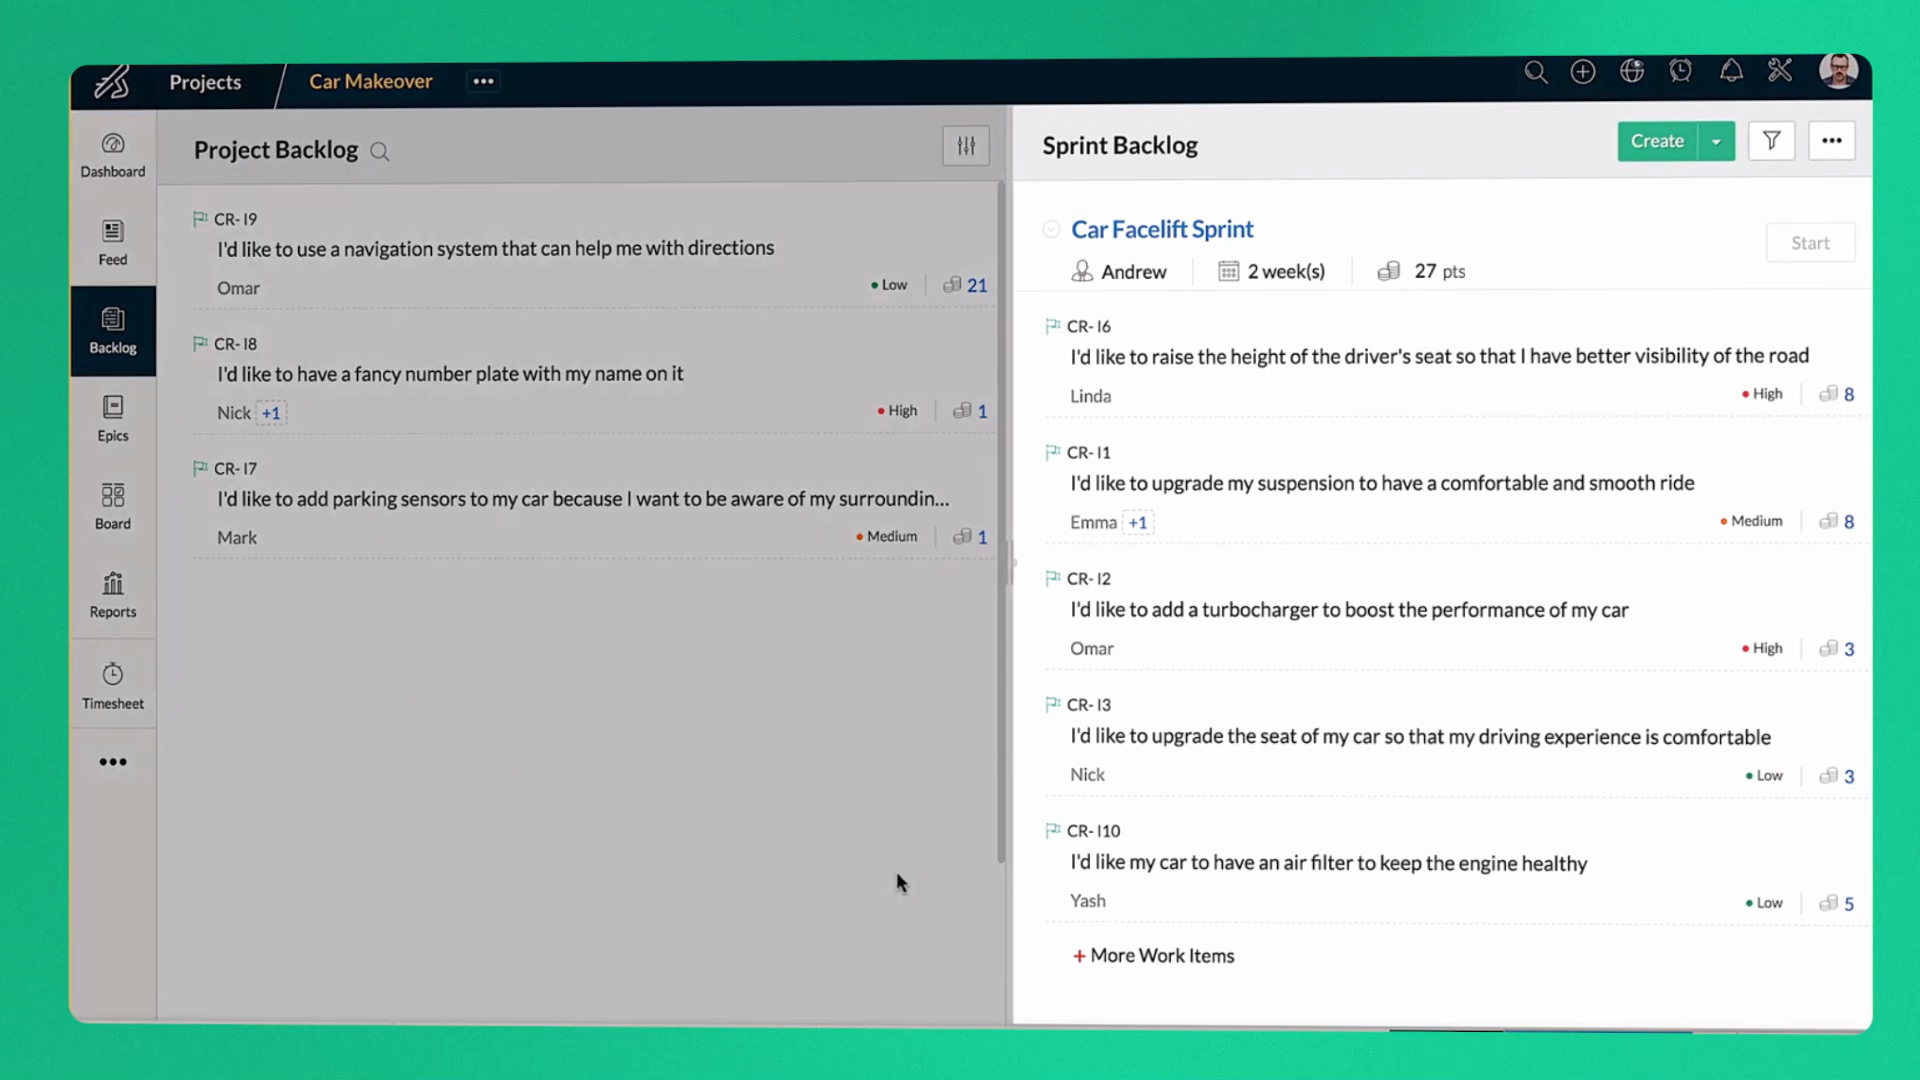 Projects
Car Makeover
Dashboard
Feed
Backlog
Epics
Board
Reports
Timesheet
Project Backlog
CR- I9
I'd like to use a navigation system that can help me with directions
Omar
Low
21
CR- I8
I'd like to have a fancy number plate with my name on it
Nick +1
High
1
CR- I7
I'd like to add parking sensors to my car because I want to be aware of my surroundin...
Mark
Medium
1
Sprint Backlog
Create
Car Facelift Sprint
Start
Andrew
2 week(s)
27 pts
CR- I6
I'd like to raise the height of the driver's seat so that I have better visibility of the road
Linda
High
8
CR- I1
I'd like to upgrade my suspension to have a comfortable and smooth ride
Emma +1
Medium
8
CR- I2
I'd like to add a turbocharger to boost the performance of my car
Omar
High
3
CR- I3
I'd like to upgrade the seat of my car so that my driving experience is comfortable
Nick
Low
3
CR- I10
I'd like my car to have an air filter to keep the engine healthy
Yash
Low
5
+ More Work Items